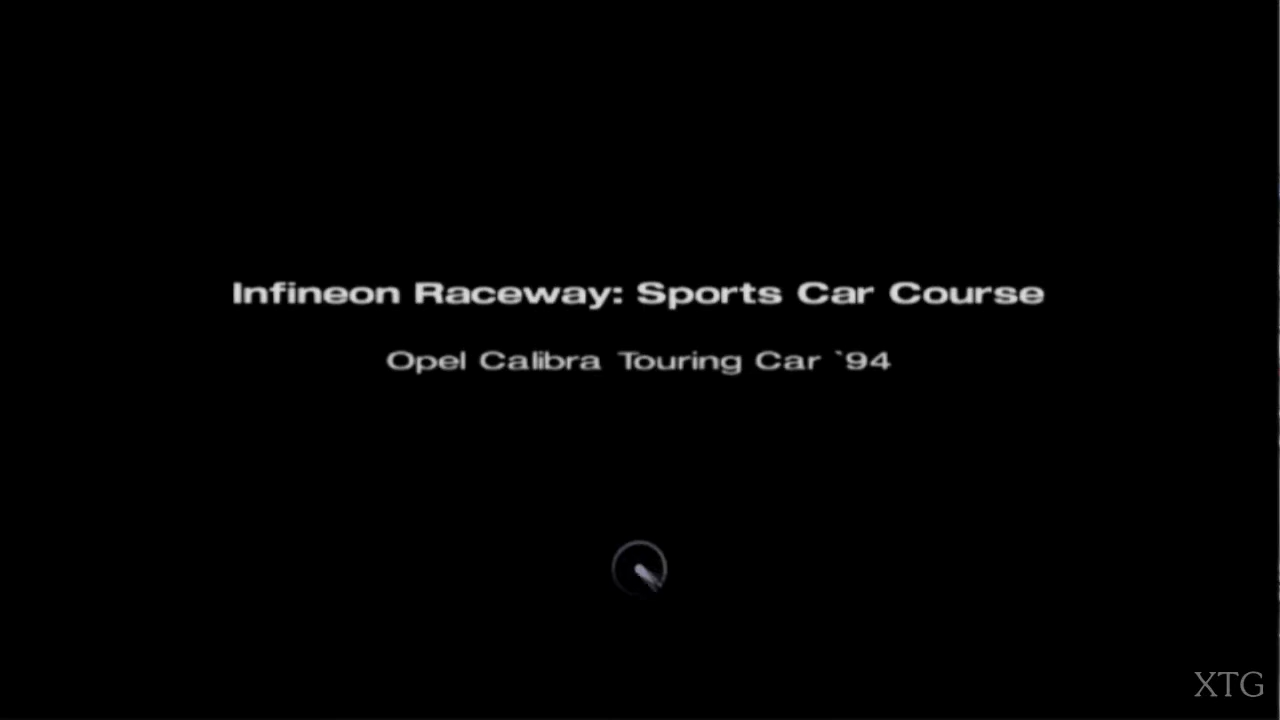 Infineon Raceway: Sports Car Course
Opel Calibra Touring Car `94
XTG